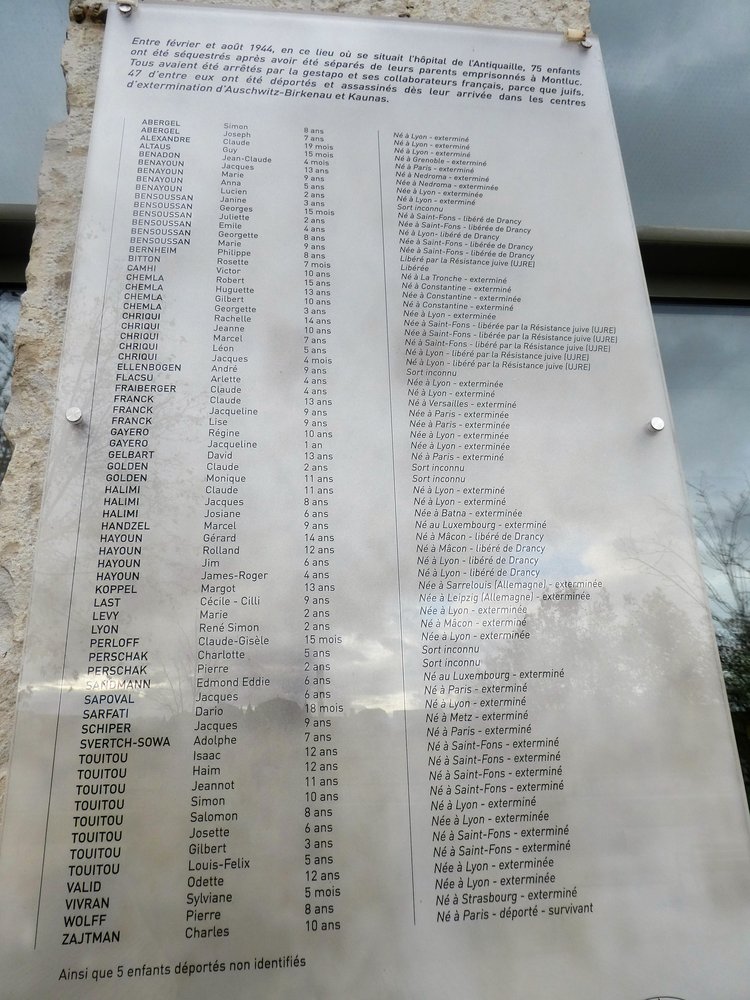 Entre février et août 1944, en ce lieu où se situait l'hôpital de l'Antiquaille, 75 enfants
ont été séquestrés après avoir été séparés de leurs parents emprisonnés à Montluc.
Tous avaient été arrêtés par la gestapo et ses collaborateurs français, parce que juifs.
47 d'entre eux ont été déportés et assassinés dès leur arrivée dans les centres
d'extermination d'Auschwitz-Birkenau et Kaunas.
ABERGEL Simon 8 ans Né à Lyon - exterminé
ABERGEL Joseph 7 ans Né à Lyon - exterminé
ALEXANDRE Claude 19 mois Né à Lyon - exterminé
ALTAUS Guy 15 mois Né à Grenoble - exterminé
BENADON Jean-Claude 4 mois Né à Paris - exterminé
BENAYOUN Jacques 13 ans Né à Nedroma - exterminé
BENAYOUN Marie 9 ans Née à Nedroma - exterminée
BENAYOUN Anna 5 ans Née à Lyon - exterminée
BENAYOUN Lucien 2 ans Né à Lyon - exterminé
BENSOUSSAN Janine 3 ans Sort inconnu
BENSOUSSAN Georges 15 mois Né à Saint-Fons - libéré de Drancy
BENSOUSSAN Juliette 2 ans Née à Saint-Fons - libérée de Drancy
BENSOUSSAN Emile 4 ans Né à Lyon- libéré de Drancy
BENSOUSSAN Georgette 8 ans Née à Saint-Fons - libérée de Drancy
BENSOUSSAN Marie 9 ans Née à Saint-Fons - libérée de Drancy
BERNHEIM Philippe 8 ans Libéré par la Résistance juive (UJRE)
BITTON Rosette 7 mois Libérée
CAMHI Victor 10 ans Né à La Tronche - exterminé
CHEMLA Robert 15 ans Né à Constantine - exterminé
CHEMLA Huguette 13 ans Née à Constantine - exterminée
CHEMLA Gilbert 10 ans Né à Constantine - exterminé
CHEMLA Georgette 3 ans Née à Lyon - exterminée
CHRIQUI Rachelle 14 ans Née à Saint-Fons - libérée par la Résistance juive (UJRE)
CHRIQUI Jeanne 10 ans Née à Saint-Fons - libérée par la Résistance juive (UJRE)
CHRIQUI Marcel 7 ans Né à Saint-Fons - libéré par la Résistance juive (UJRE)
CHRIQUI Léon 5 ans Né à Lyon - libéré par la Résistance juive (UJRE)
CHRIQUI Jacques 4 mois Né à Lyon - libéré par la Résistance juive (UJRE)
ELLENBOGEN André 9 ans Sort inconnu
FLACSU Arlette 4 ans Née à Lyon - exterminée
FRAIBERGER Claude 4 ans Né à Lyon - exterminé
FRANCK Claude 13 ans Né à Versailles - exterminé
FRANCK Jacqueline 9 ans Née à Paris - exterminée
FRANCK Lise 9 ans Née à Paris - exterminée
GAYERO Régine 10 ans Née à Lyon - exterminée
GAYERO Jacqueline 1 an Née à Lyon - exterminée
GELBART David 13 ans Né à Paris - exterminé
GOLDEN Claude 2 ans Sort inconnu
GOLDEN Monique 11 ans Sort inconnu
HALIMI Claude 11 ans Né à Lyon - exterminé
HALIMI Jacques 8 ans Né à Lyon - exterminé
HALIMI Josiane 6 ans Née à Batna - exterminée
HANDZEL Marcel 9 ans Né au Luxembourg - exterminé
HAYOUN Gérard 14 ans Né à Mâcon - libéré de Drancy
HAYOUN Rolland 12 ans Né à Mâcon - libéré de Drancy
HAYOUN Jim 6 ans Né à Lyon - libéré de Drancy
HAYOUN James-Roger 4 ans Né à Lyon - libéré de Drancy
KOPPEL Margot 13 ans Née à Sarrelouis (Allemagne) - exterminée
LAST Cécile - Cilli 9 ans Née à Leipzig (Allemagne) - exterminée
LEVY Marie 2 ans Née à Lyon - exterminée
LYON René Simon 2 ans Né à Mâcon - exterminé
PERLOFF Claude-Gisèle 15 mois Née à Lyon - exterminée
PERSCHAK Charlotte 5 ans Sort inconnu
PERSCHAK Pierre 2 ans Sort inconnu
SANDMANN Edmond Eddie 6 ans Né au Luxembourg - exterminé
SAPOVAL Jacques 6 ans Né à Paris - exterminé
SARFATI Dario 18 mois Né à Lyon - exterminé
SCHIPER Jacques 9 ans Né à Metz - exterminé
SVERTCH-SOWA Adolphe 7 ans Né à Paris - exterminé
TOUITOU Isaac 12 ans Né à Saint-Fons - exterminé
TOUITOU Haim 12 ans Né à Saint-Fons - exterminé
TOUITOU Jeannot 11 ans Né à Saint-Fons - exterminé
TOUITOU Simon 10 ans Né à Saint-Fons - exterminé
TOUITOU Salomon 8 ans Né à Lyon - exterminé
TOUITOU Josette 6 ans Née à Lyon - exterminée
TOUITOU Gilbert 3 ans Né à Saint-Fons - exterminé
TOUITOU Louis-Felix 5 ans Né à Saint-Fons - exterminé
VALID Odette 12 ans Née à Lyon - exterminée
VIVRAN Sylviane 5 mois Née à Lyon - exterminée
WOLFF Pierre 8 ans Né à Strasbourg - exterminé
ZAJTMAN Charles 10 ans Né à Paris - déporté - survivant
Ainsi que 5 enfants déportés non identifiés